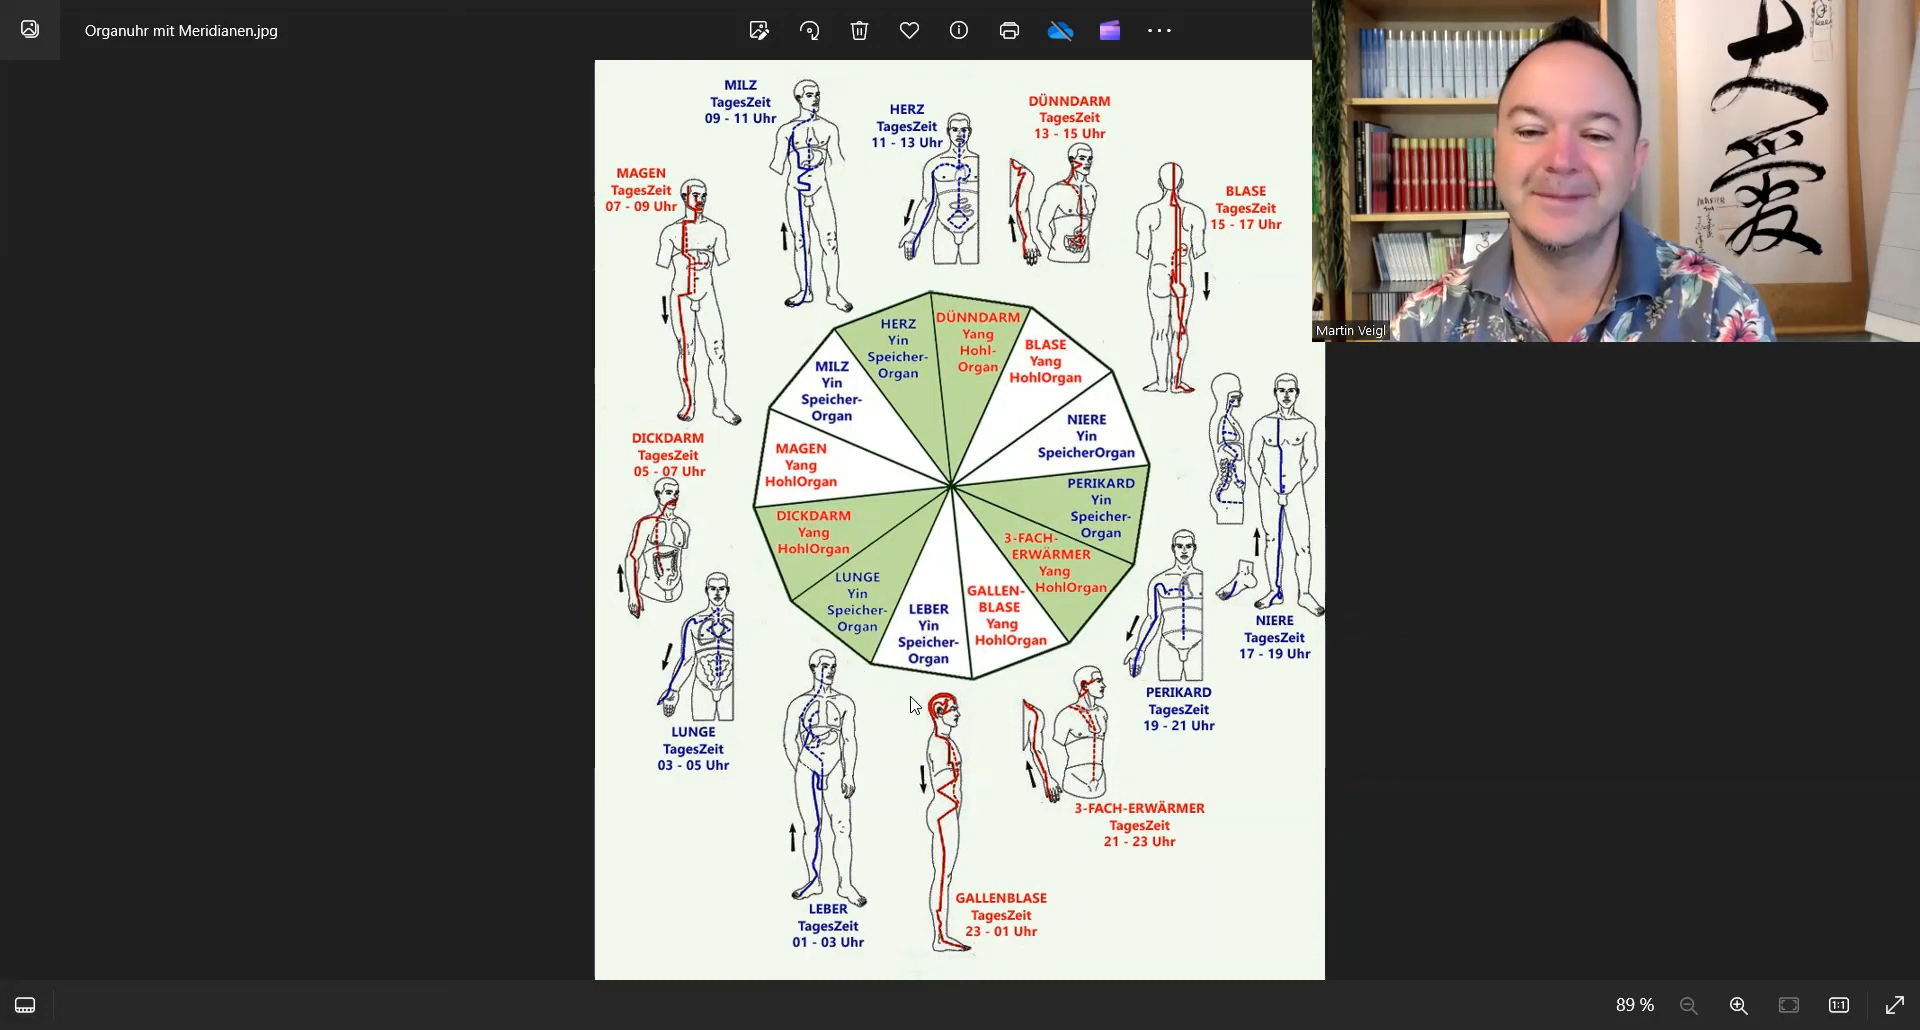 Organuhr mit Meridianen.jpg
MILZ
TagesZeit
09 - 11 Uhr
HERZ
TagesZeit
11 - 13 Uhr
DÜNNDARM
TagesZeit
13 - 15 Uhr
MAGEN
TagesZeit
07 - 09 Uhr
BLASE
TagesZeit
15 - 17 Uhr
大
愛
Martin Veigl
HERZ
Yin
Speicher-
Organ
DÜNNDARM
Yang
Hohl-
Organ
BLASE
Yang
HohlOrgan
MILZ
Yin
Speicher-
Organ
NIERE
Yin
SpeicherOrgan
MAGEN
Yang
HohlOrgan
PERIKARD
Yin
Speicher-
Organ
DICKDARM
Yang
HohlOrgan
3-FACH-
ERWÄRMER
Yang
HohlOrgan
LUNGE
Yin
Speicher-
Organ
LEBER
Yin
Speicher-
Organ
GALLEN-
BLASE
Yang
HohlOrgan
DICKDARM
TagesZeit
05 - 07 Uhr
NIERE
TagesZeit
17 - 19 Uhr
PERIKARD
TagesZeit
19 - 21 Uhr
LUNGE
TagesZeit
03 - 05 Uhr
3-FACH-ERWÄRMER
TagesZeit
21 - 23 Uhr
LEBER
TagesZeit
01 - 03 Uhr
GALLENBLASE
TagesZeit
23 - 01 Uhr
89 %
1:1